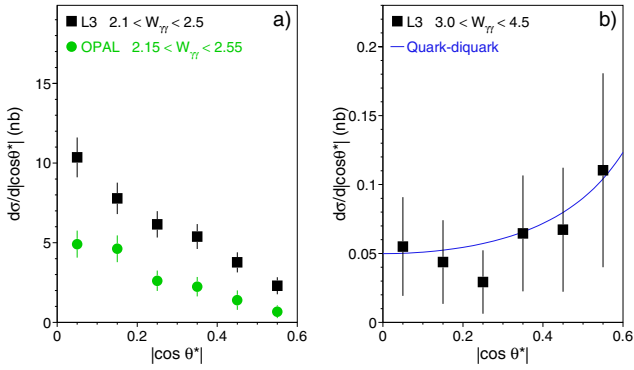 a)
■ L3 2.1 < Wγγ < 2.5
● OPAL 2.15 < Wγγ < 2.55
dσ/d|cosθ*| (nb)
15
10
5
0
0 0.2 0.4 0.6
|cos θ*|
b)
■ L3 3.0 < Wγγ < 4.5
Quark-diquark
dσ/d|cosθ*| (nb)
0.2
0.15
0.1
0.05
0
0 0.2 0.4 0.6
|cos θ*|